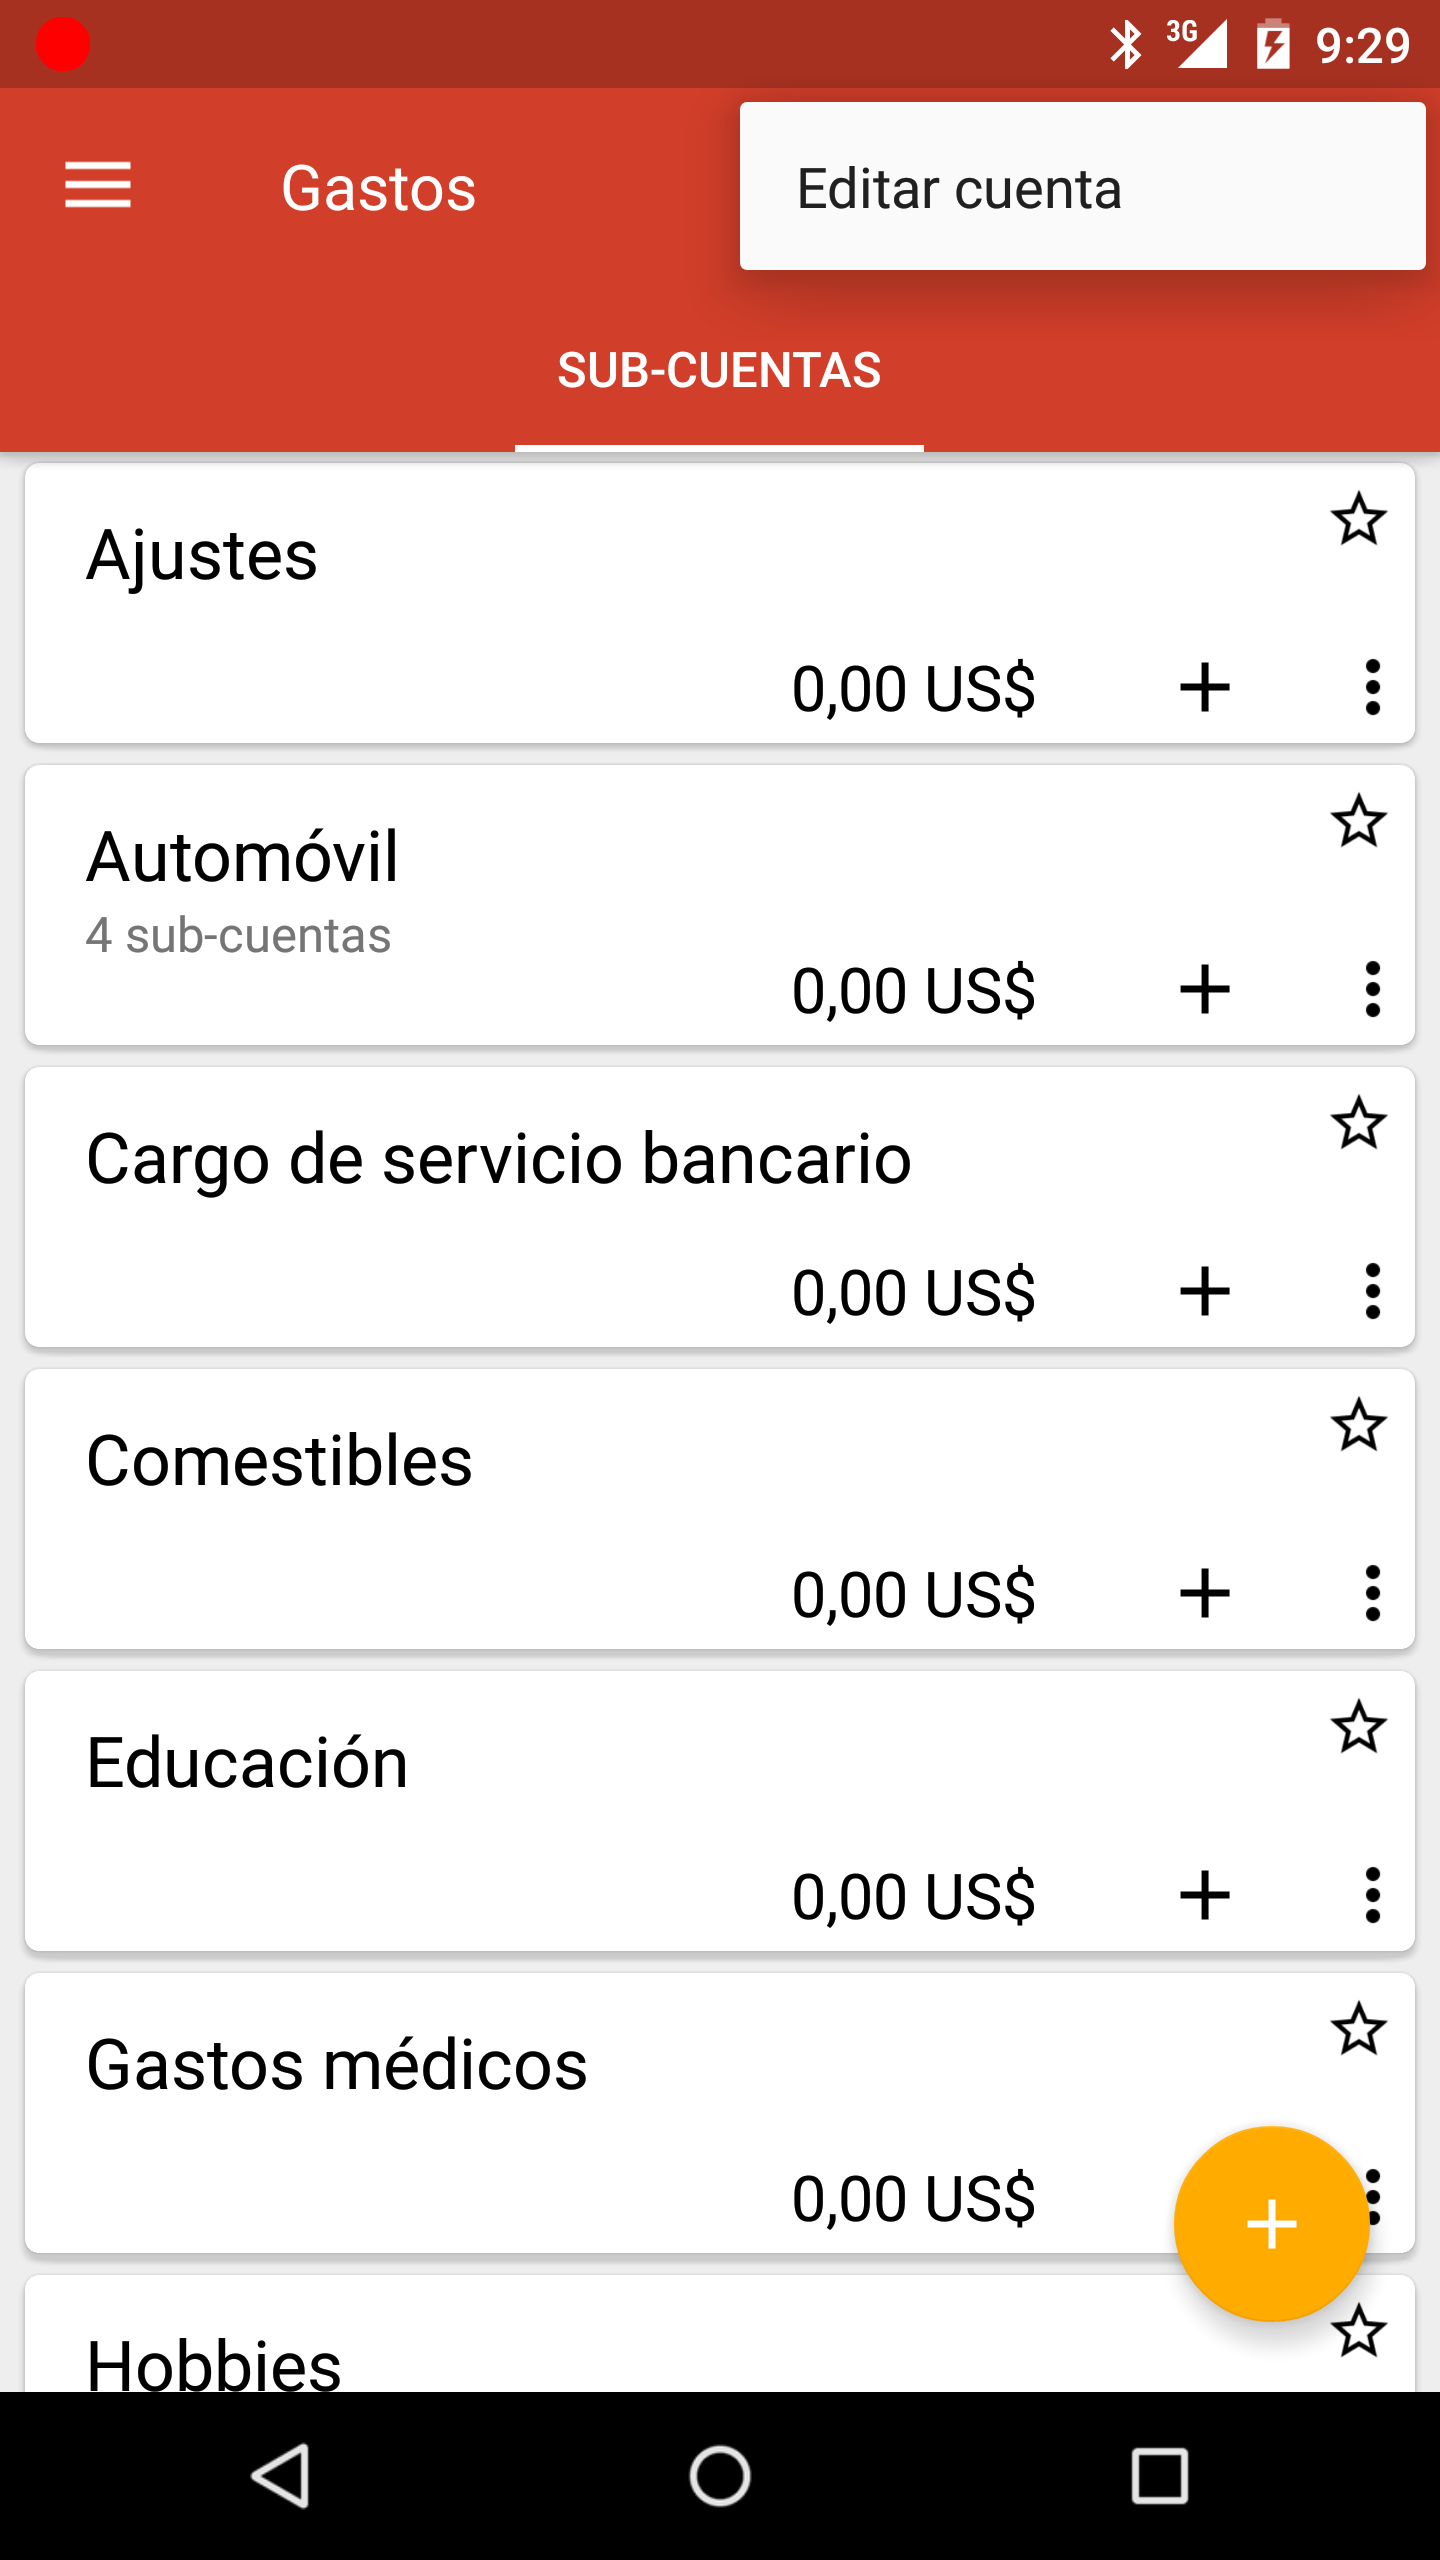 3G 9:29
Gastos
Editar cuenta
SUB-CUENTAS
Ajustes
0,00 US$
Automóvil
4 sub-cuentas
0,00 US$
Cargo de servicio bancario
0,00 US$
Comestibles
0,00 US$
Educación
0,00 US$
Gastos médicos
0,00 US$
Hobbies